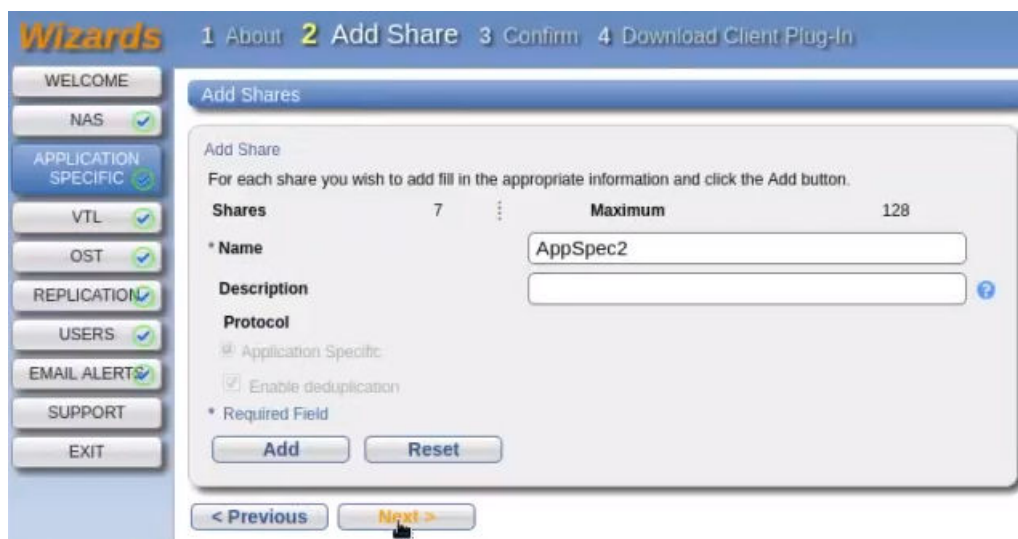 Wizards
1 About 2 Add Share 3 Confirm 4 Download Client Plug-In
WELCOME
NAS
APPLICATION
SPECIFIC
VTL
OST
REPLICATION
USERS
EMAIL ALERTS
SUPPORT
EXIT
Add Shares
Add Share
For each share you wish to add fill in the appropriate information and click the Add button.
Shares 7 Maximum 128
* Name AppSpec2
Description ?
Protocol
Application Specific
Enable deduplication
* Required Field
Add Reset
< Previous Next >